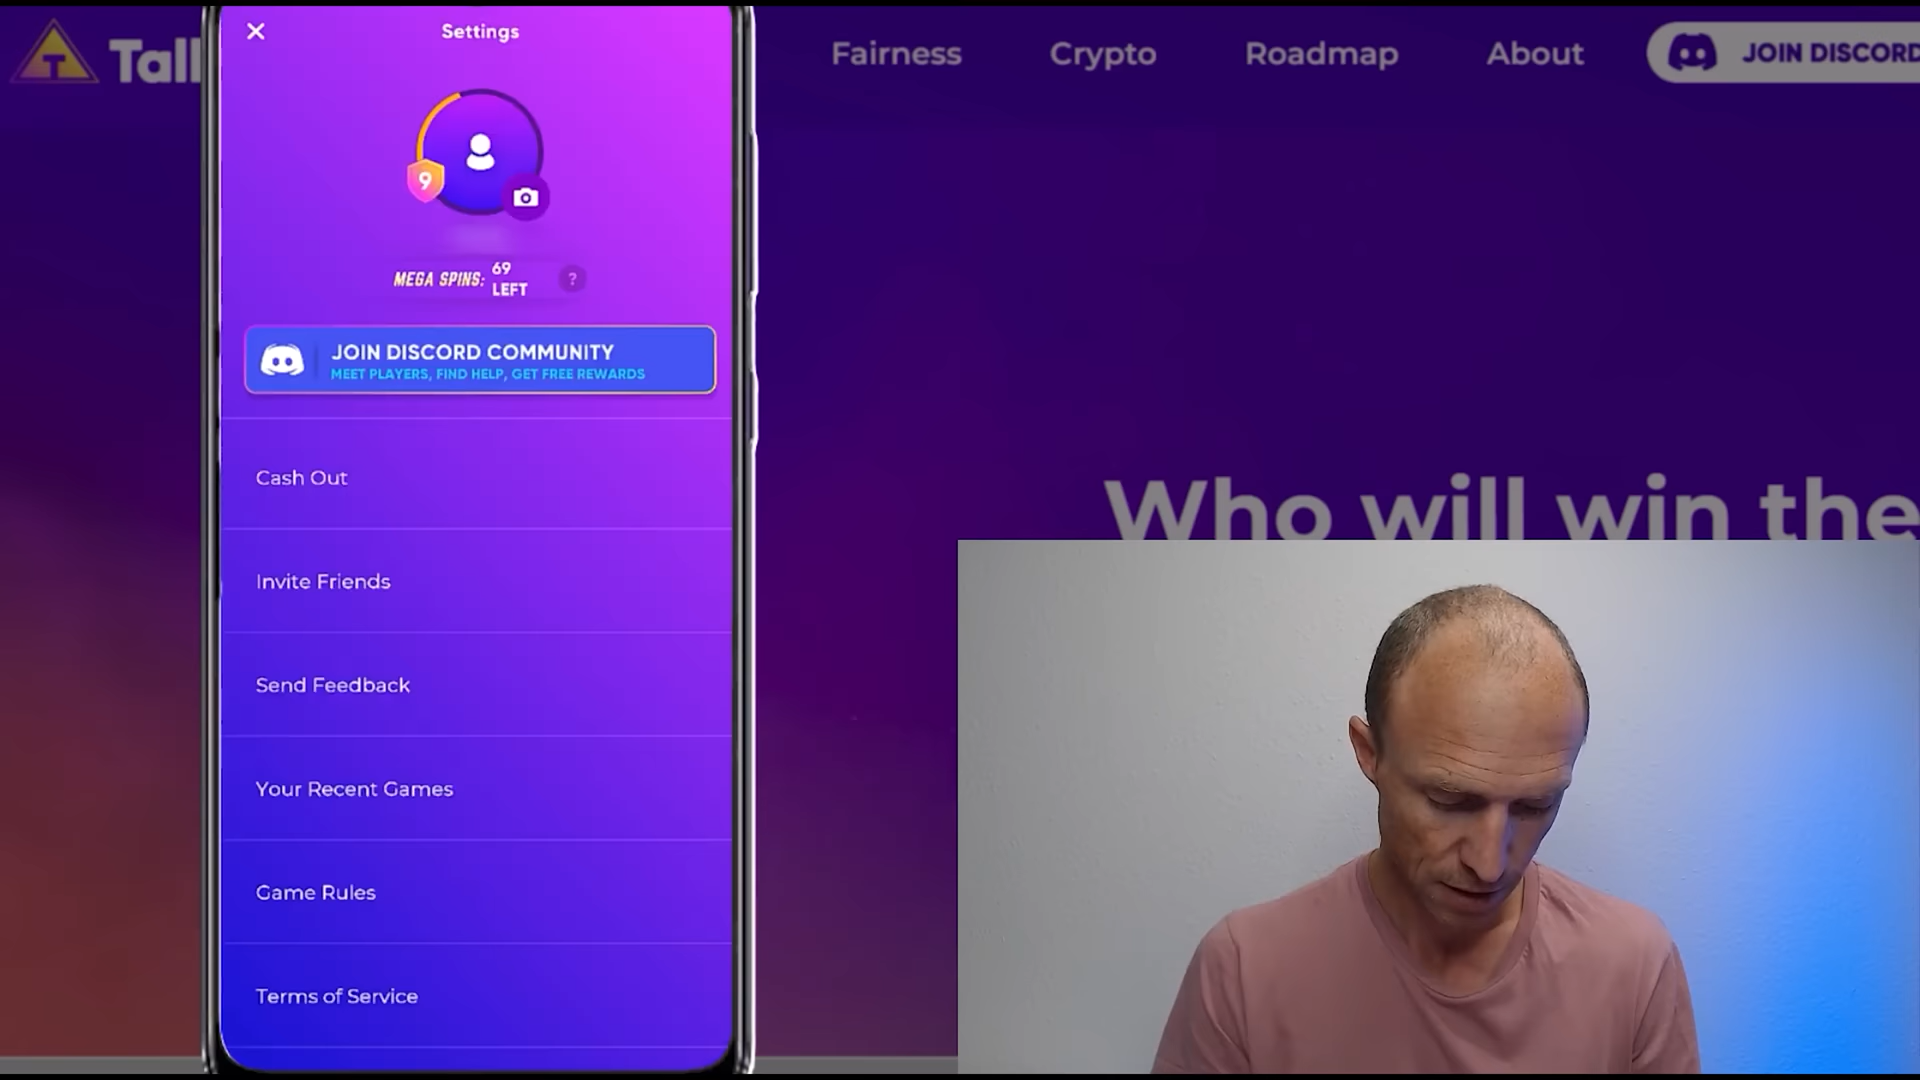 Tall
T
Fairness
Crypto
Roadmap
About
JOIN DISCORD
Settings
9
MEGA SPINS:
69
LEFT
?
JOIN DISCORD COMMUNITY
MEET PLAYERS, FIND HELP, GET FREE REWARDS
Cash Out
Invite Friends
Send Feedback
Your Recent Games
Game Rules
Terms of Service
Who will win the